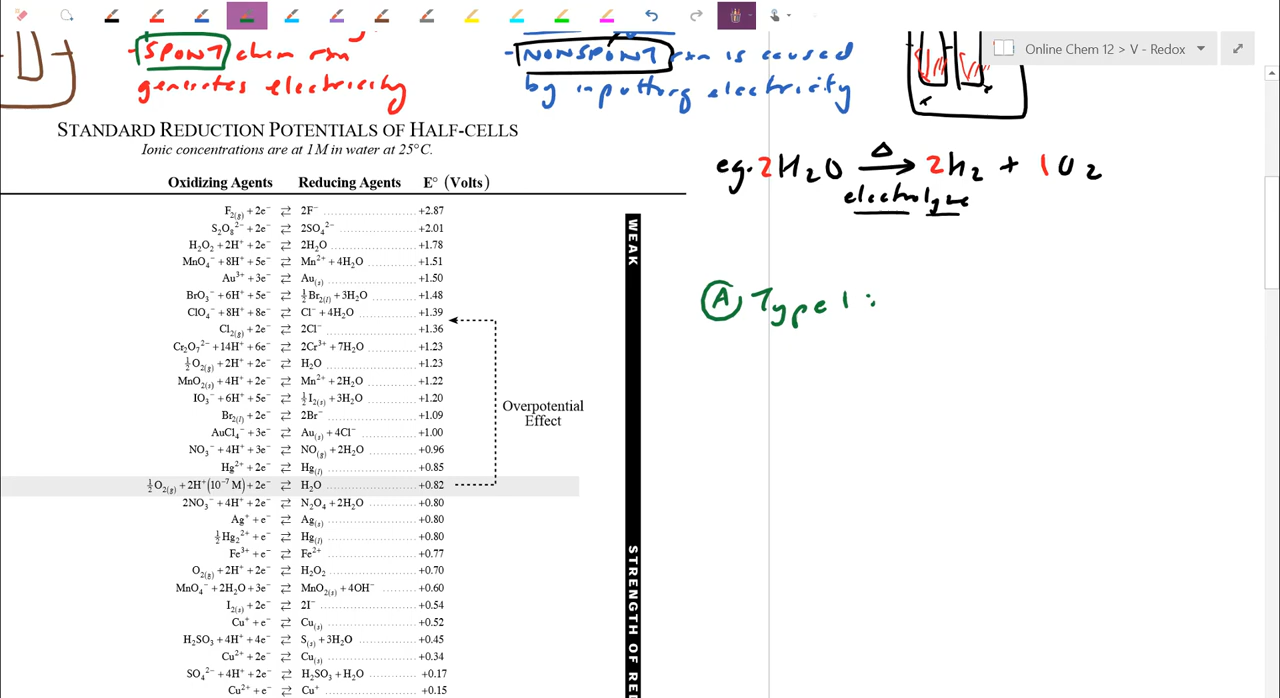 Online Chem 12 > V - Redox
- SPONT chem rxn
generates electricity
- NONSPONT rxn is caused
by inputting electricity
STANDARD REDUCTION POTENTIALS OF HALF-CELLS
Ionic concentrations are at 1M in water at 25°C.
Oxidizing Agents Reducing Agents E° (Volts)
F₂(g) + 2e⁻ ⇄ 2F⁻ +2.87
S₂O₈²⁻ + 2e⁻ ⇄ 2SO₄²⁻ +2.01
H₂O₂ + 2H⁺ + 2e⁻ ⇄ 2H₂O +1.78
MnO₄⁻ + 8H⁺ + 5e⁻ ⇄ Mn²⁺ + 4H₂O +1.51
Au³⁺ + 3e⁻ ⇄ Au(s) +1.50
BrO₃⁻ + 6H⁺ + 5e⁻ ⇄ ½Br₂(l) + 3H₂O +1.48
ClO₄⁻ + 8H⁺ + 8e⁻ ⇄ Cl⁻ + 4H₂O +1.39
Cl₂(g) + 2e⁻ ⇄ 2Cl⁻ +1.36
Cr₂O₇²⁻ + 14H⁺ + 6e⁻ ⇄ 2Cr³⁺ + 7H₂O +1.23
½O₂(g) + 2H⁺ + 2e⁻ ⇄ H₂O +1.23
MnO₂(s) + 4H⁺ + 2e⁻ ⇄ Mn²⁺ + 2H₂O +1.22
IO₃⁻ + 6H⁺ + 5e⁻ ⇄ ½I₂(s) + 3H₂O +1.20
Br₂(l) + 2e⁻ ⇄ 2Br⁻ +1.09
AuCl₄⁻ + 3e⁻ ⇄ Au(s) + 4Cl⁻ +1.00
NO₃⁻ + 4H⁺ + 3e⁻ ⇄ NO(g) + 2H₂O +0.96
Hg²⁺ + 2e⁻ ⇄ Hg(l) +0.85
½O₂(g) + 2H⁺(10⁻⁷ M) + 2e⁻ ⇄ H₂O +0.82
2NO₃⁻ + 4H⁺ + 2e⁻ ⇄ N₂O₄ + 2H₂O +0.80
Ag⁺ + e⁻ ⇄ Ag(s) +0.80
½Hg₂²⁺ + e⁻ ⇄ Hg(l) +0.80
Fe³⁺ + e⁻ ⇄ Fe²⁺ +0.77
O₂(g) + 2H⁺ + 2e⁻ ⇄ H₂O₂ +0.70
MnO₄⁻ + 2H₂O + 3e⁻ ⇄ MnO₂(s) + 4OH⁻ +0.60
I₂(s) + 2e⁻ ⇄ 2I⁻ +0.54
Cu⁺ + e⁻ ⇄ Cu(s) +0.52
H₂SO₃ + 4H⁺ + 4e⁻ ⇄ S(s) + 3H₂O +0.45
Cu²⁺ + 2e⁻ ⇄ Cu(s) +0.34
SO₄²⁻ + 4H⁺ + 2e⁻ ⇄ H₂SO₃ + H₂O +0.17
Cu²⁺ + e⁻ ⇄ Cu⁺ +0.15
Overpotential
Effect
WEAK
STRENGTH OF RE
eg. 2H₂O →Δ 2H₂ + 1O₂
electrolyze
Ⓐ Type 1 :